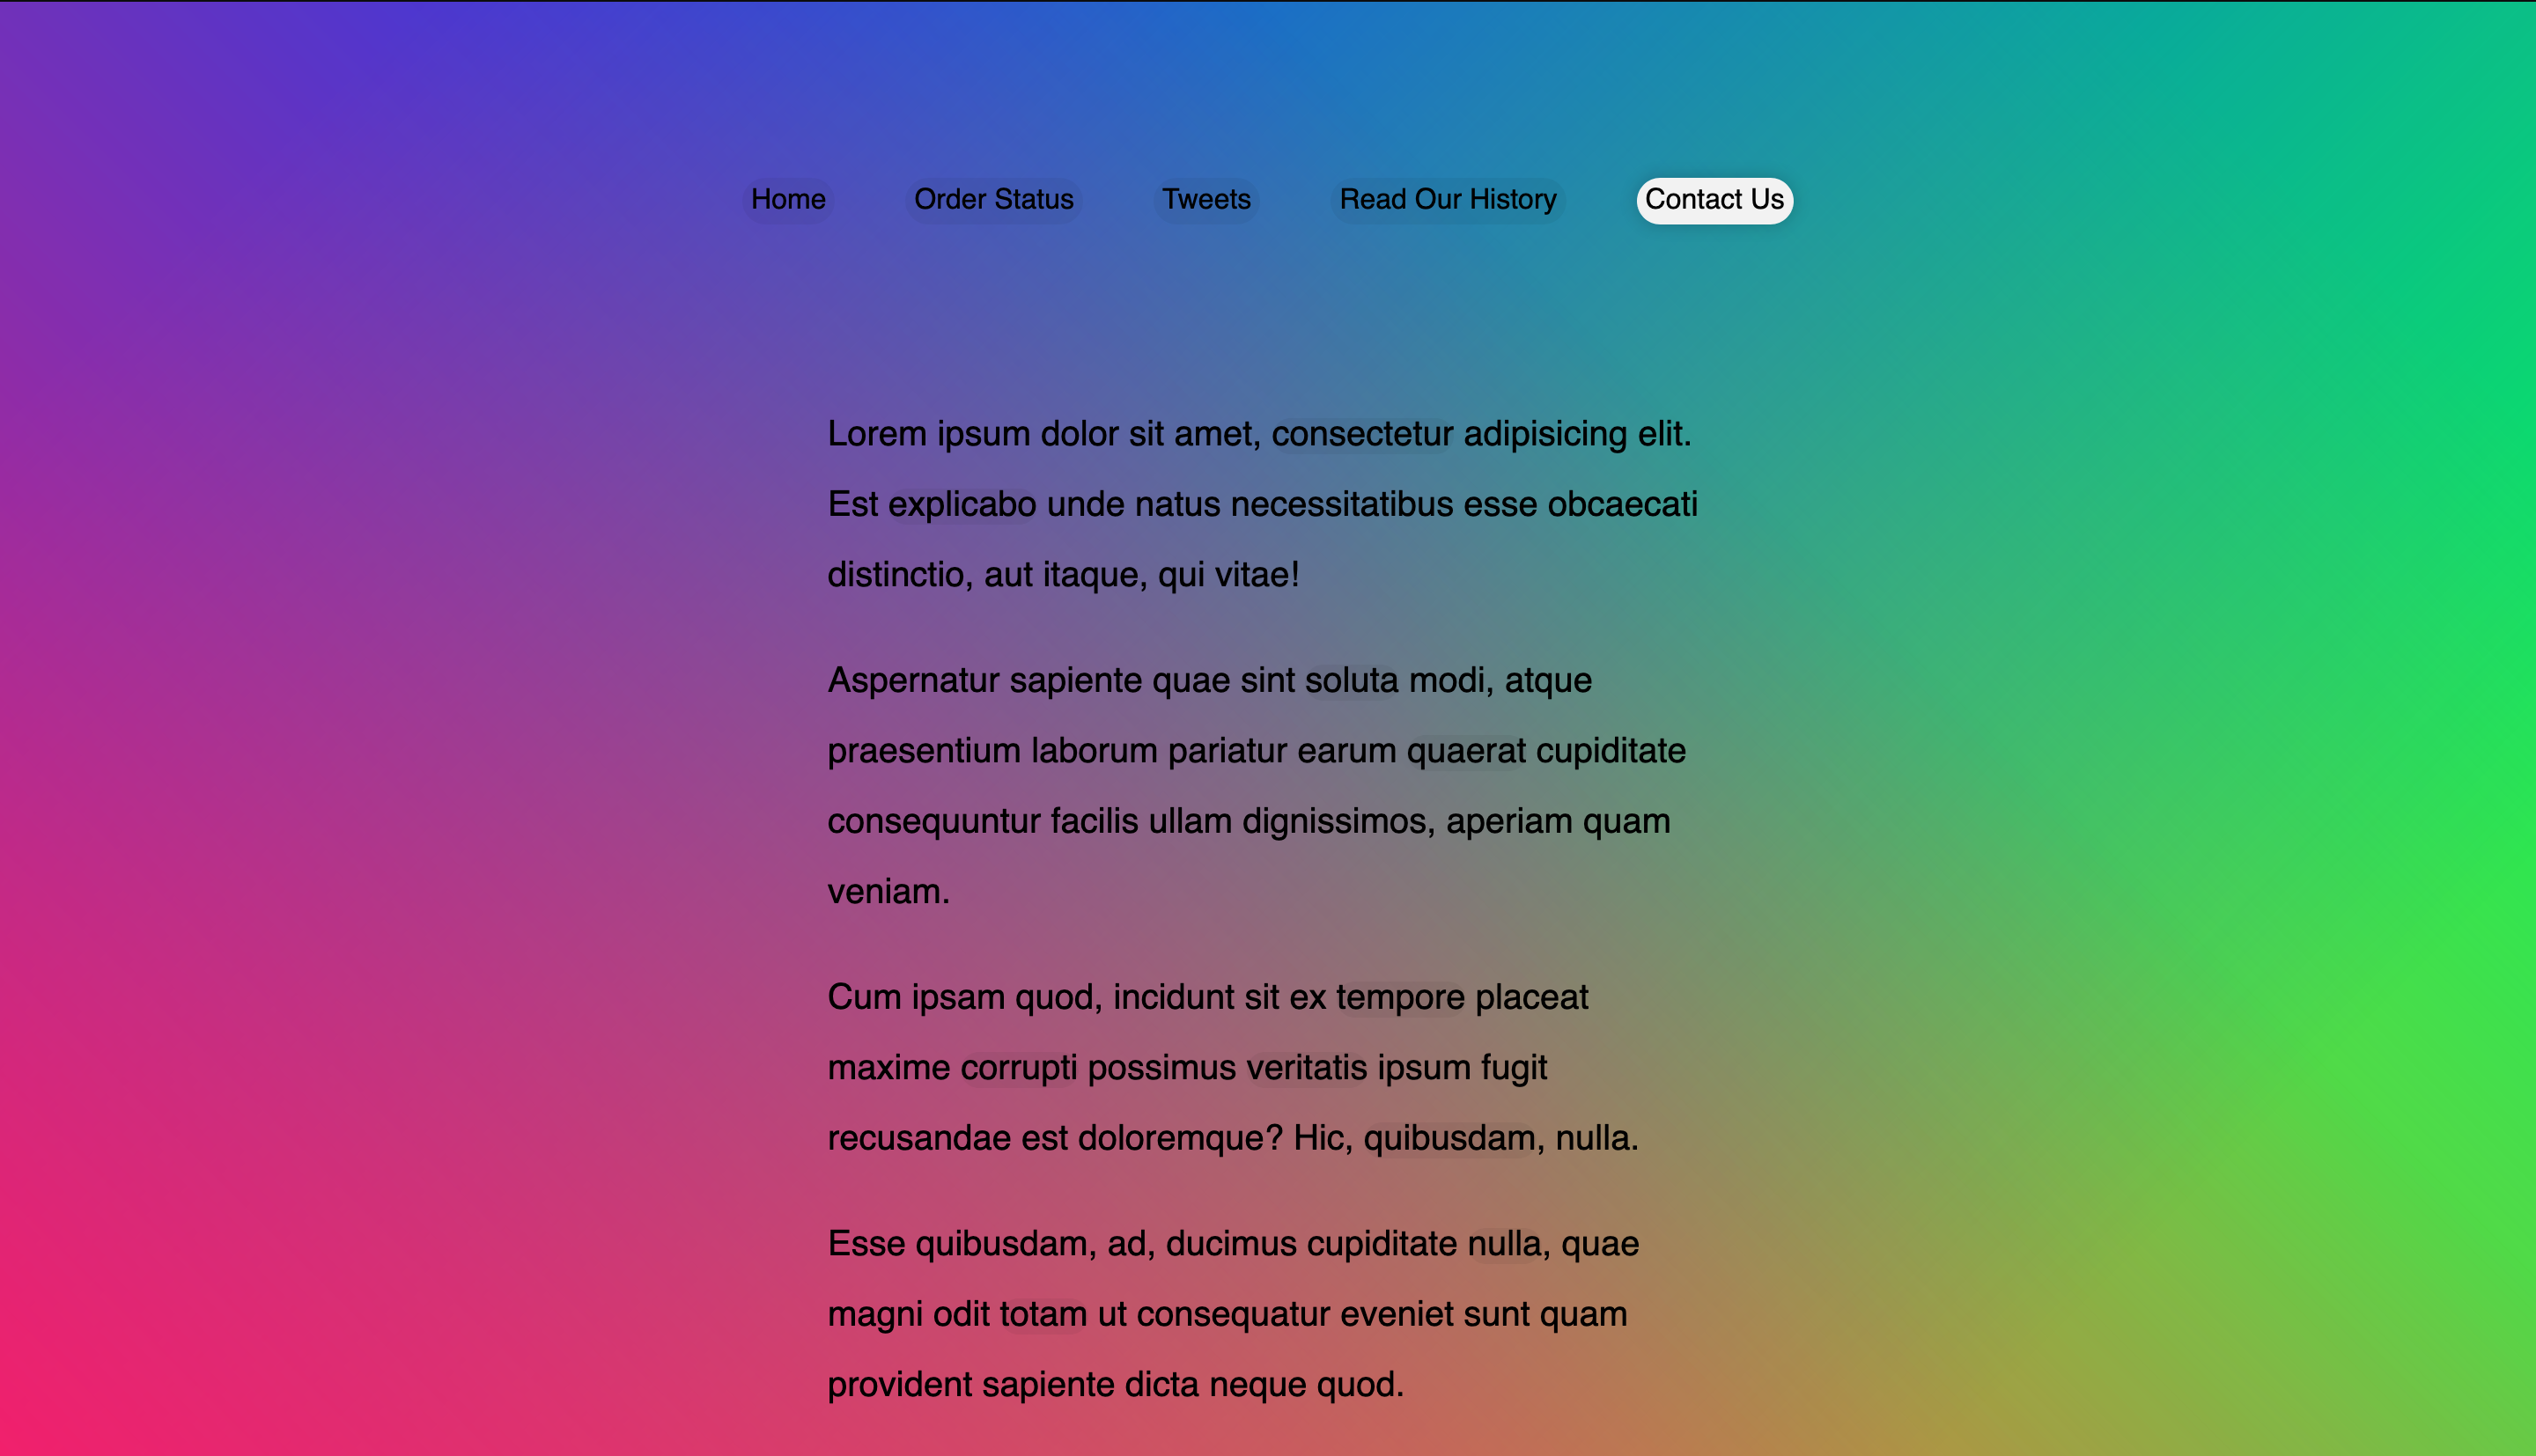 Home Order Status Tweets Read Our History Contact Us
Lorem ipsum dolor sit amet, consectetur adipisicing elit.
Est explicabo unde natus necessitatibus esse obcaecati
distinctio, aut itaque, qui vitae!
Aspernatur sapiente quae sint soluta modi, atque
praesentium laborum pariatur earum quaerat cupiditate
consequuntur facilis ullam dignissimos, aperiam quam
veniam.
Cum ipsam quod, incidunt sit ex tempore placeat
maxime corrupti possimus veritatis ipsum fugit
recusandae est doloremque? Hic, quibusdam, nulla.
Esse quibusdam, ad, ducimus cupiditate nulla, quae
magni odit totam ut consequatur eveniet sunt quam
provident sapiente dicta neque quod.